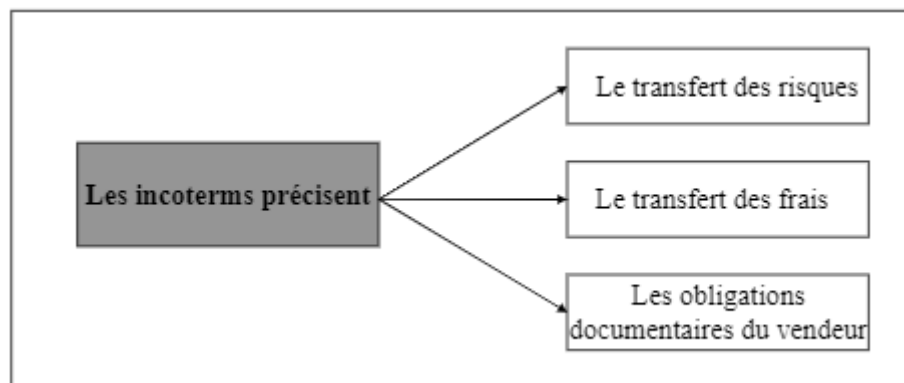 Les incoterms précisent
Le transfert des risques
Le transfert des frais
Les obligations
documentaires du vendeur